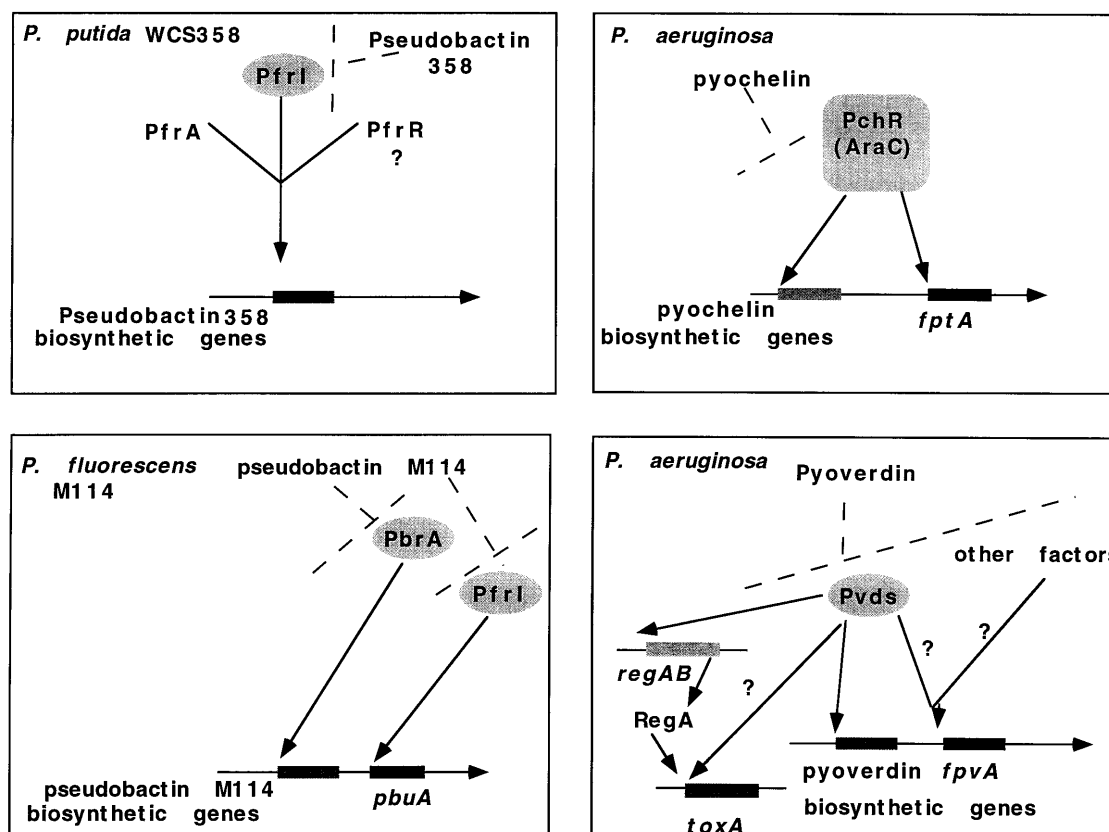 P. putida WCS358
Pseudobactin
358
PfrI
PfrA
PfrR
?
Pseudobactin 358
biosynthetic genes
P. aeruginosa
pyochelin
PchR
(AraC)
pyochelin
biosynthetic genes
fptA
P. fluorescens
M114
pseudobactin M114
PbrA
PfrI
pseudobactin M114
biosynthetic genes
pbuA
P. aeruginosa
Pyoverdin
other factors
Pvds
?
?
regAB
?
RegA
pyoverdin fpvA
biosynthetic genes
toxA